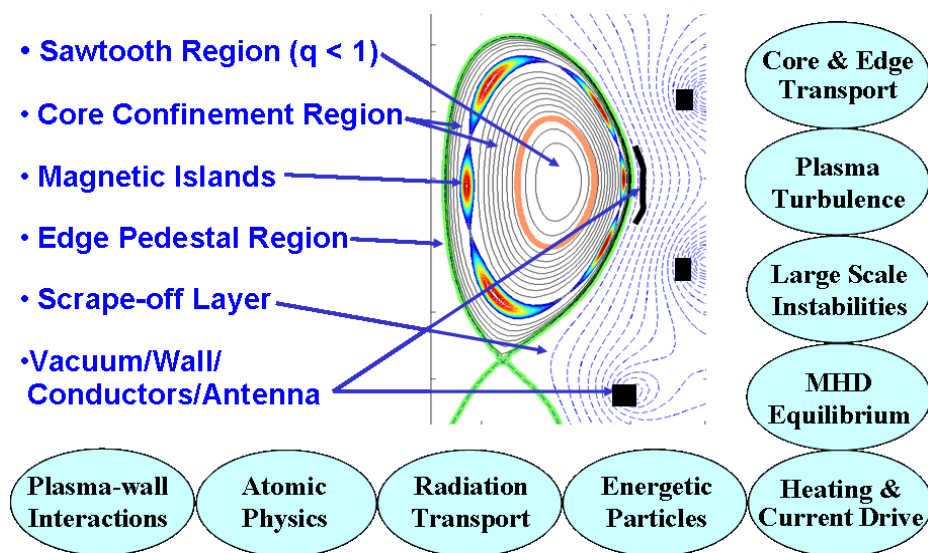 • Sawtooth Region (q < 1)
• Core Confinement Region
• Magnetic Islands
• Edge Pedestal Region
• Scrape-off Layer
•Vacuum/Wall/
Conductors/Antenna
Core & Edge
Transport
Plasma
Turbulence
Large Scale
Instabilities
MHD
Equilibrium
Plasma-wall
Interactions
Atomic
Physics
Radiation
Transport
Energetic
Particles
Heating &
Current Drive